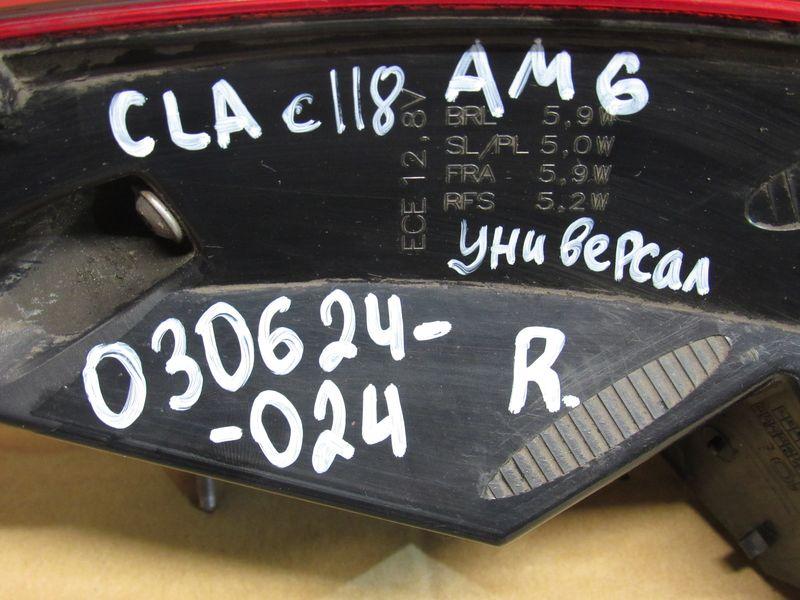 CLA c118 AMG
ECE 12,8V
BRL 5,9W
SL/PL 5,0W
FRA 5,9W
RFS 5,2W
универсал
030624-
-024
R.